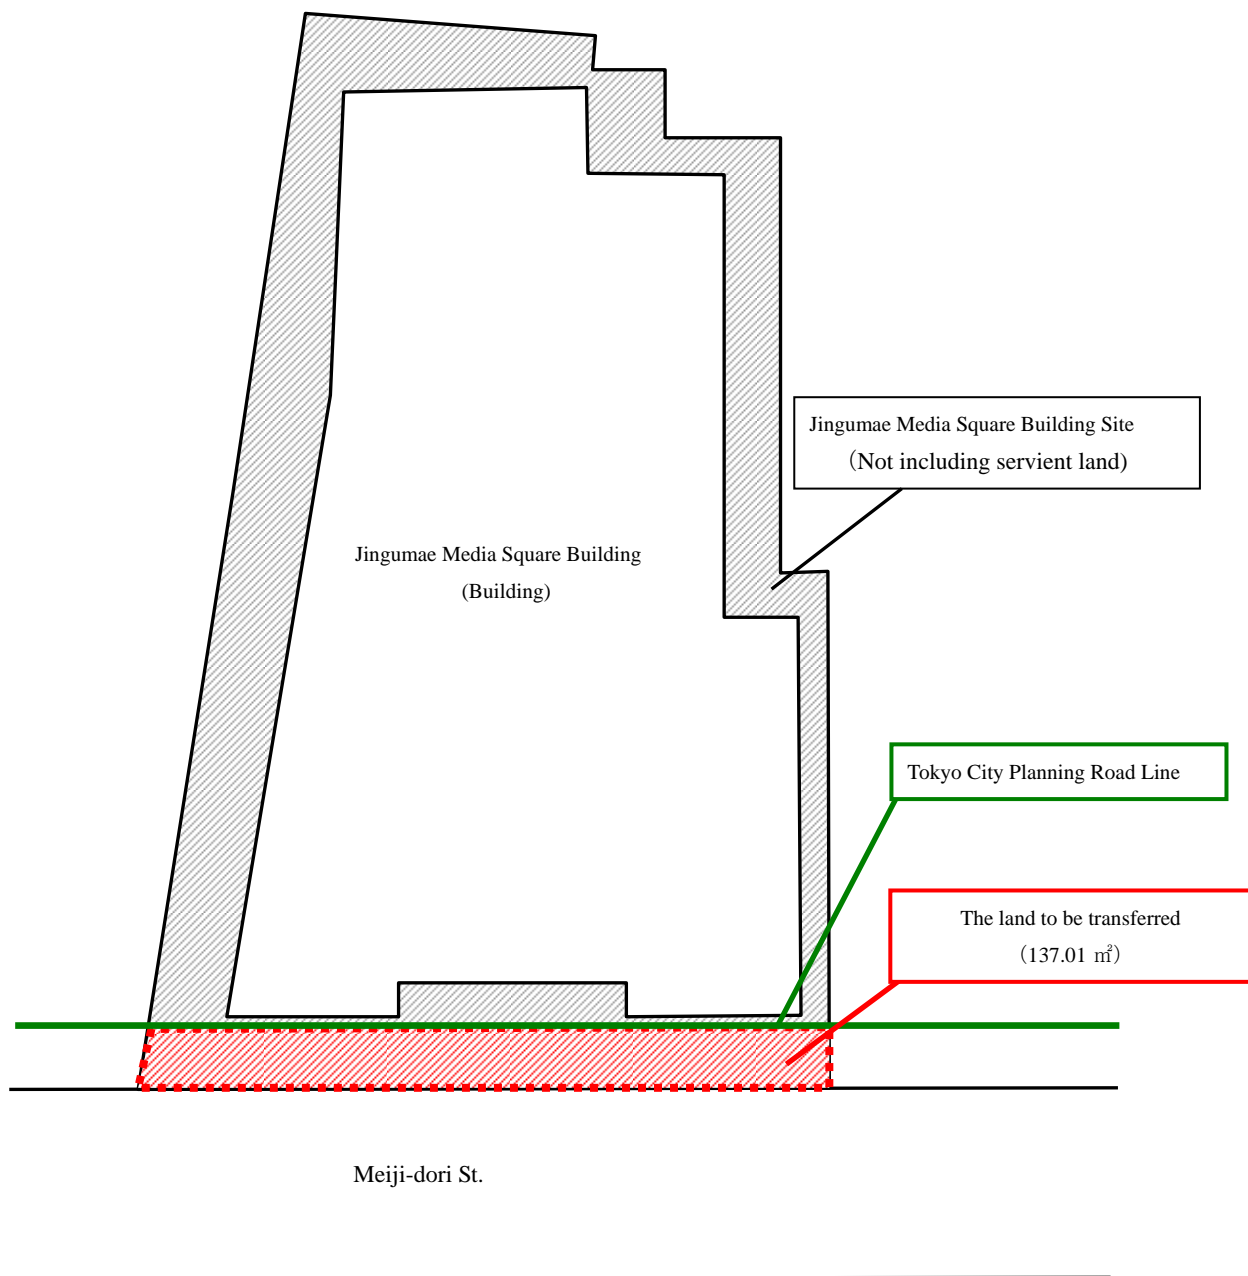 Jingumae Media Square Building Site
（Not including servient land)
Jingumae Media Square Building
(Building)
Tokyo City Planning Road Line
The land to be transferred
（137.01 ㎡）
Meiji-dori St.